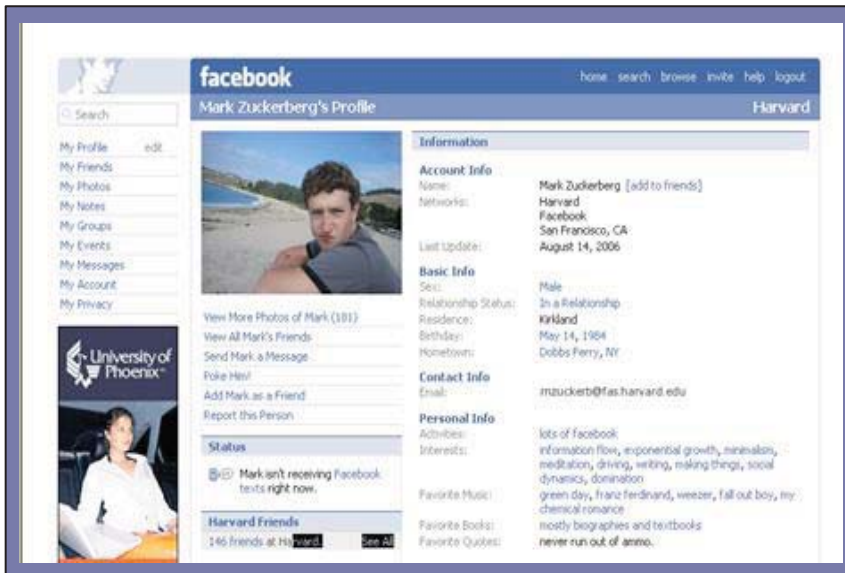 facebook
home search browse invite help logout
Mark Zuckerberg's Profile
Harvard
Search
My Profile edit
My Friends
My Photos
My Notes
My Groups
My Events
My Messages
My Account
My Privacy
University of
Phoenix
View More Photos of Mark (101)
View All Mark's Friends
Send Mark a Message
Poke Him!
Add Mark as a Friend
Report this Person
Status
Mark isn't receiving Facebook
texts right now.
Harvard Friends
146 friends at Harvard. See All
Information
Account Info
Name: Mark Zuckerberg [add to friends]
Networks: Harvard
Facebook
San Francisco, CA
Last Update: August 14, 2006
Basic Info
Sex: Male
Relationship Status: In a Relationship
Residence: Kirkland
Birthday: May 14, 1984
Hometown: Dobbs Ferry, NY
Contact Info
Email: mzuckerb@fas.harvard.edu
Personal Info
Activities: lots of facebook
Interests: information flow, exponential growth, minimalism,
meditation, driving, writing, making things, social
dynamics, domination
Favorite Music: green day, franz ferdinand, weezer, fall out boy, my
chemical romance
Favorite Books: mostly biographies and textbooks
Favorite Quotes: never run out of ammo.